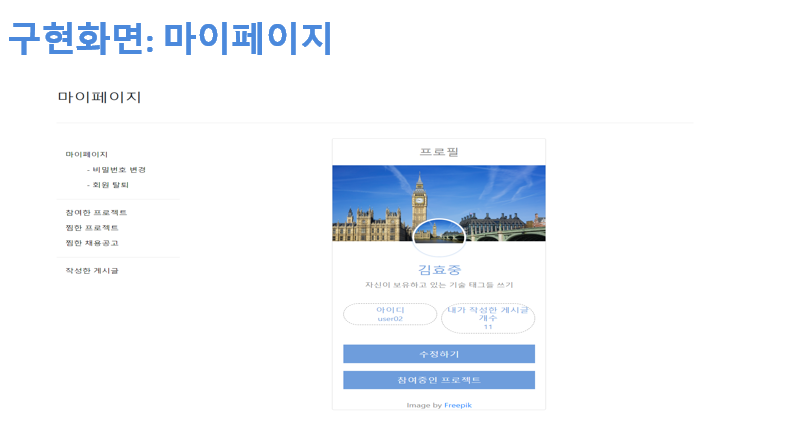 구현화면: 마이페이지
마이페이지
마이페이지
- 비밀번호 변경
- 회원 탈퇴
참여한 프로젝트
찜한 프로젝트
찜한 채용공고
작성한 게시글
프로필
김효중
자신이 보유하고 있는 기술 태그들 쓰기
아이디
user02
내가 작성한 게시글
개수
11
수정하기
참여중인 프로젝트
Image by Freepik